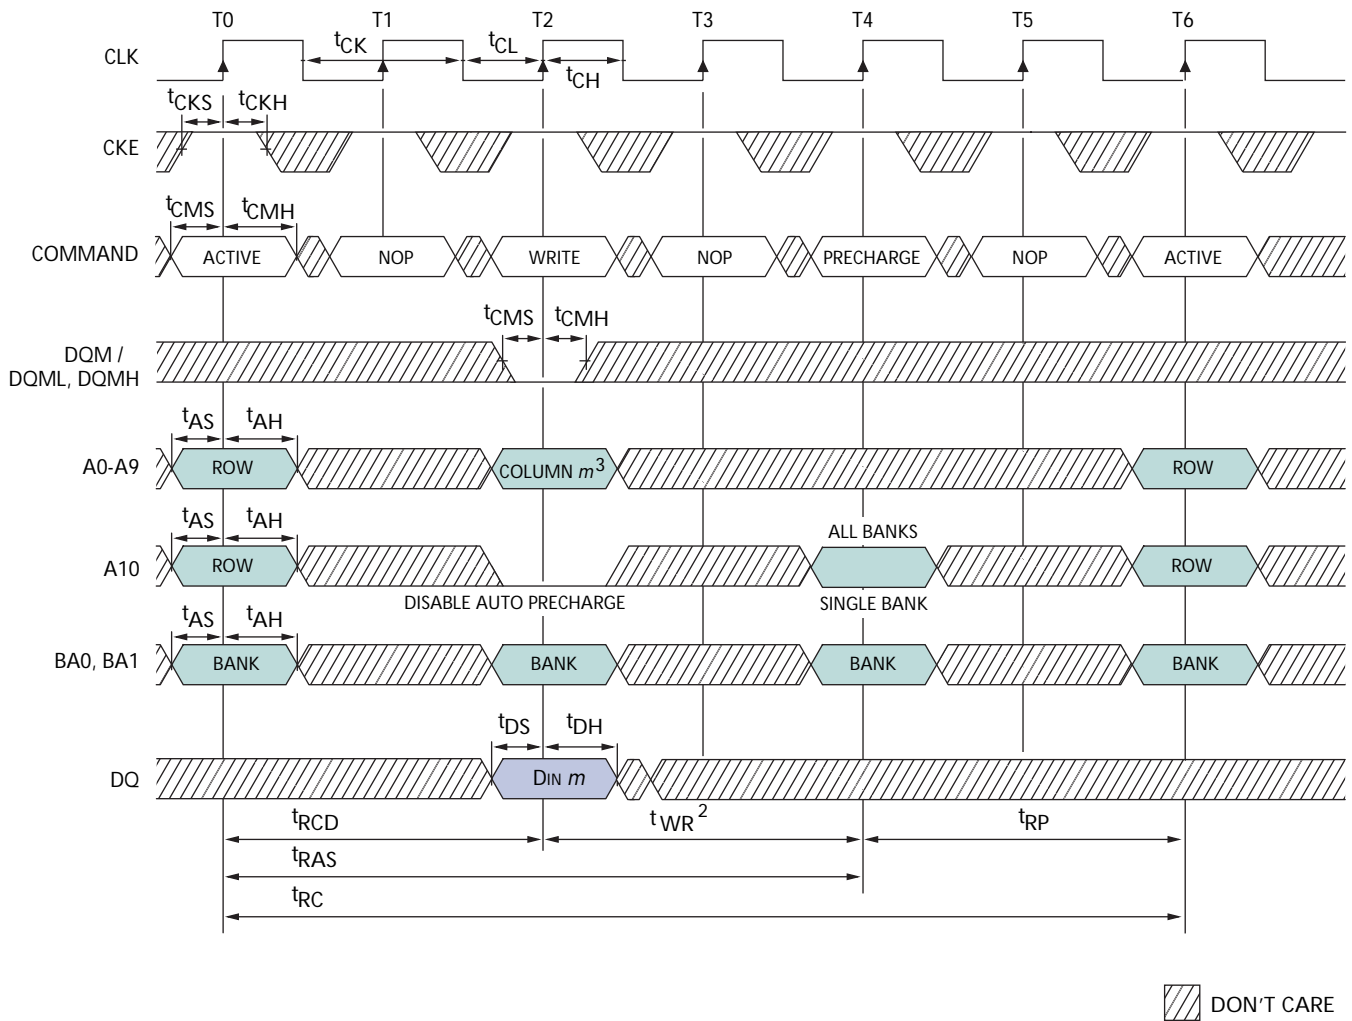 T0 T1 T2 T3 T4 T5 T6
CLK
tCK tCL
tCH
tCKS tCKH
CKE
tCMS tCMH
COMMAND ACTIVE NOP WRITE NOP PRECHARGE NOP ACTIVE
tCMS tCMH
DQM /
DQML, DQMH
tAS tAH
A0-A9 ROW COLUMN m3 ROW
tAS tAH
ALL BANKS
A10 ROW ROW
DISABLE AUTO PRECHARGE SINGLE BANK
tAS tAH
BA0, BA1 BANK BANK BANK BANK
tDS tDH
DQ DIN m
tRCD tWR2 tRP
tRAS
tRC
DON'T CARE